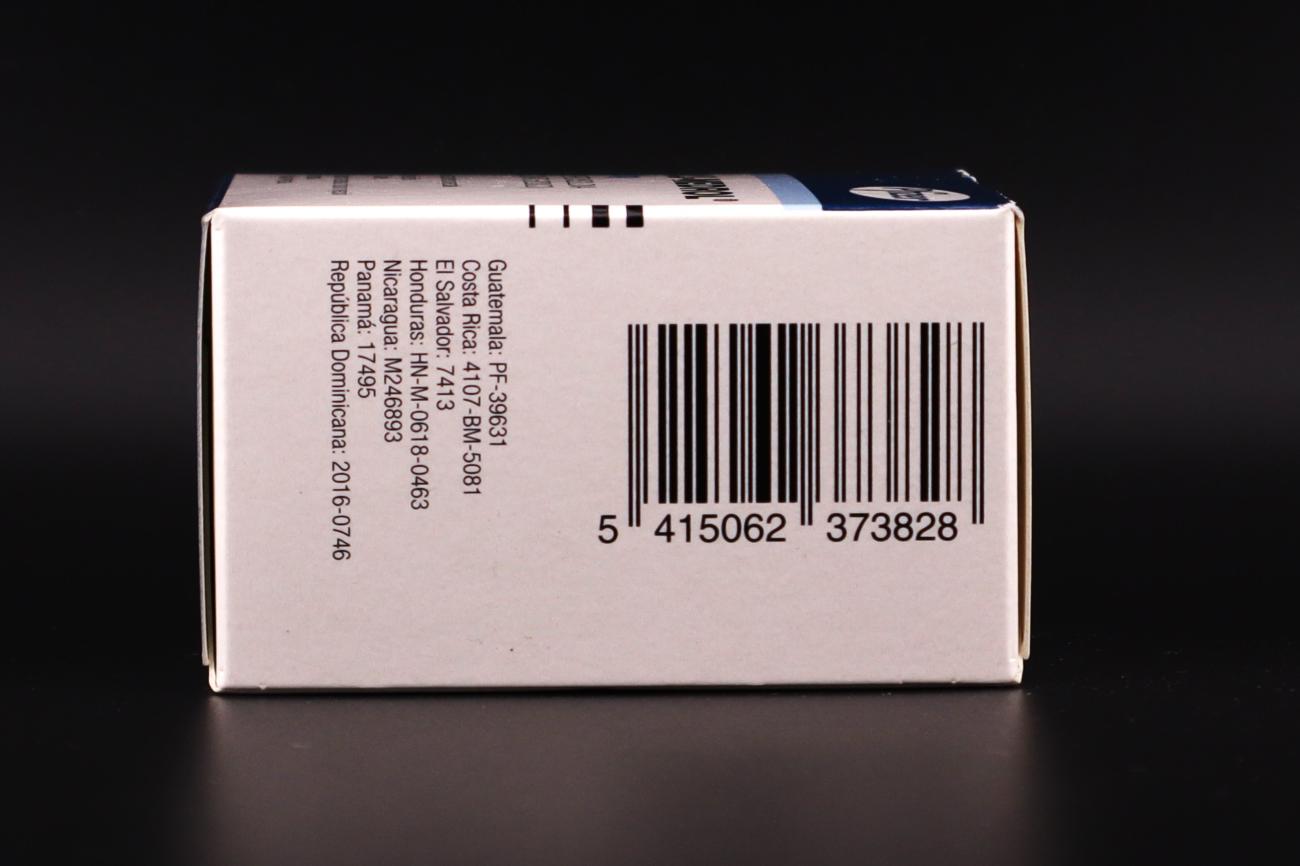 Pfizer
Guatemala: PF-39631
Costa Rica: 4107-BM-5081
El Salvador: 7413
Honduras: HN-M-0618-0463
Nicaragua: M246893
Panamá: 17495
República Dominicana: 2016-0746
5 415062 373828